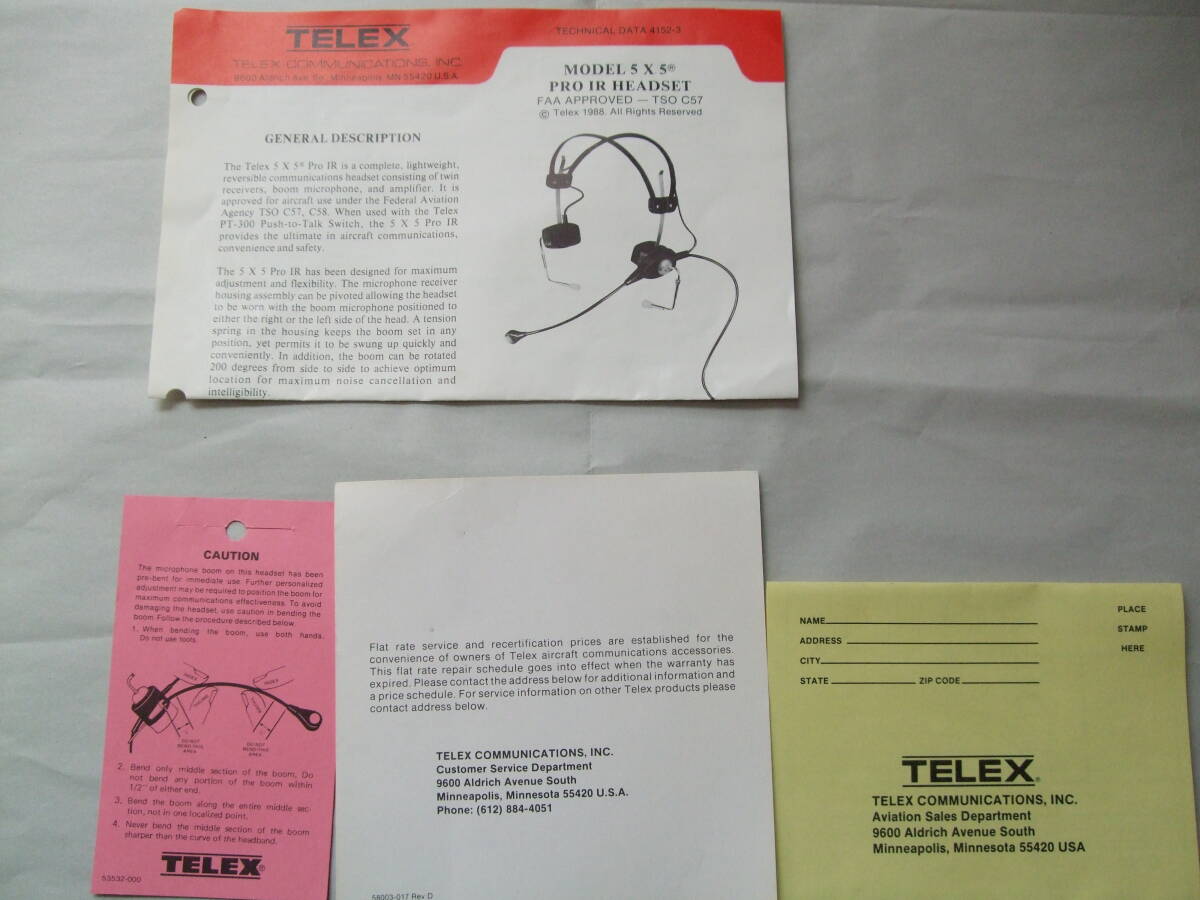 TELEX
TELEX COMMUNICATIONS, INC.
9600 Aldrich Ave. So., Minneapolis, MN 55420 U.S.A.
TECHNICAL DATA 4152-3
MODEL 5 X 5®
PRO IR HEADSET
FAA APPROVED — TSO C57
© Telex 1988. All Rights Reserved
GENERAL DESCRIPTION
The Telex 5 X 5® Pro IR is a complete, lightweight,
reversible communications headset consisting of twin
receivers, boom microphone, and amplifier. It is
approved for aircraft use under the Federal Aviation
Agency TSO C57, C58. When used with the Telex
PT-300 Push-to-Talk Switch, the 5 X 5 Pro IR
provides the ultimate in aircraft communications,
convenience and safety.
The 5 X 5 Pro IR has been designed for maximum
adjustment and flexibility. The microphone receiver
housing assembly can be pivoted allowing the headset
to be worn with the boom microphone positioned to
either the right or the left side of the head. A tension
spring in the housing keeps the boom set in any
position, yet permits it to be swung up quickly and
conveniently. In addition, the boom can be rotated
200 degrees from side to side to achieve optimum
location for maximum noise cancellation and
intelligibility.
CAUTION
The microphone boom on this headset has been
pre-bent for immediate use. Further personalized
adjustment may be required to position the boom for
maximum communications effectiveness. To avoid
damaging the headset, use caution in bending the
boom. Follow the procedure described below.
1. When bending the boom, use both hands.
Do not use tools.
INDEX
INDEX
THUMB
THUMB
DO NOT
BEND THIS
AREA
DO NOT
BEND THIS
AREA
2. Bend only middle section of the boom. Do
not bend any portion of the boom within
1/2" of either end.
3. Bend the boom along the entire middle sec-
tion, not in one localized point.
4. Never bend the middle section of the boom
sharper than the curve of the headband.
TELEX®
53532-000
Flat rate service and recertification prices are established for the
convenience of owners of Telex aircraft communications accessories.
This flat rate repair schedule goes into effect when the warranty has
expired. Please contact the address below for additional information and
a price schedule. For service information on other Telex products please
contact address below.
TELEX COMMUNICATIONS, INC.
Customer Service Department
9600 Aldrich Avenue South
Minneapolis, Minnesota 55420 U.S.A.
Phone: (612) 884-4051
58003-017 Rev D
NAME
ADDRESS
CITY
STATE ZIP CODE
PLACE
STAMP
HERE
TELEX®
TELEX COMMUNICATIONS, INC.
Aviation Sales Department
9600 Aldrich Avenue South
Minneapolis, Minnesota 55420 USA